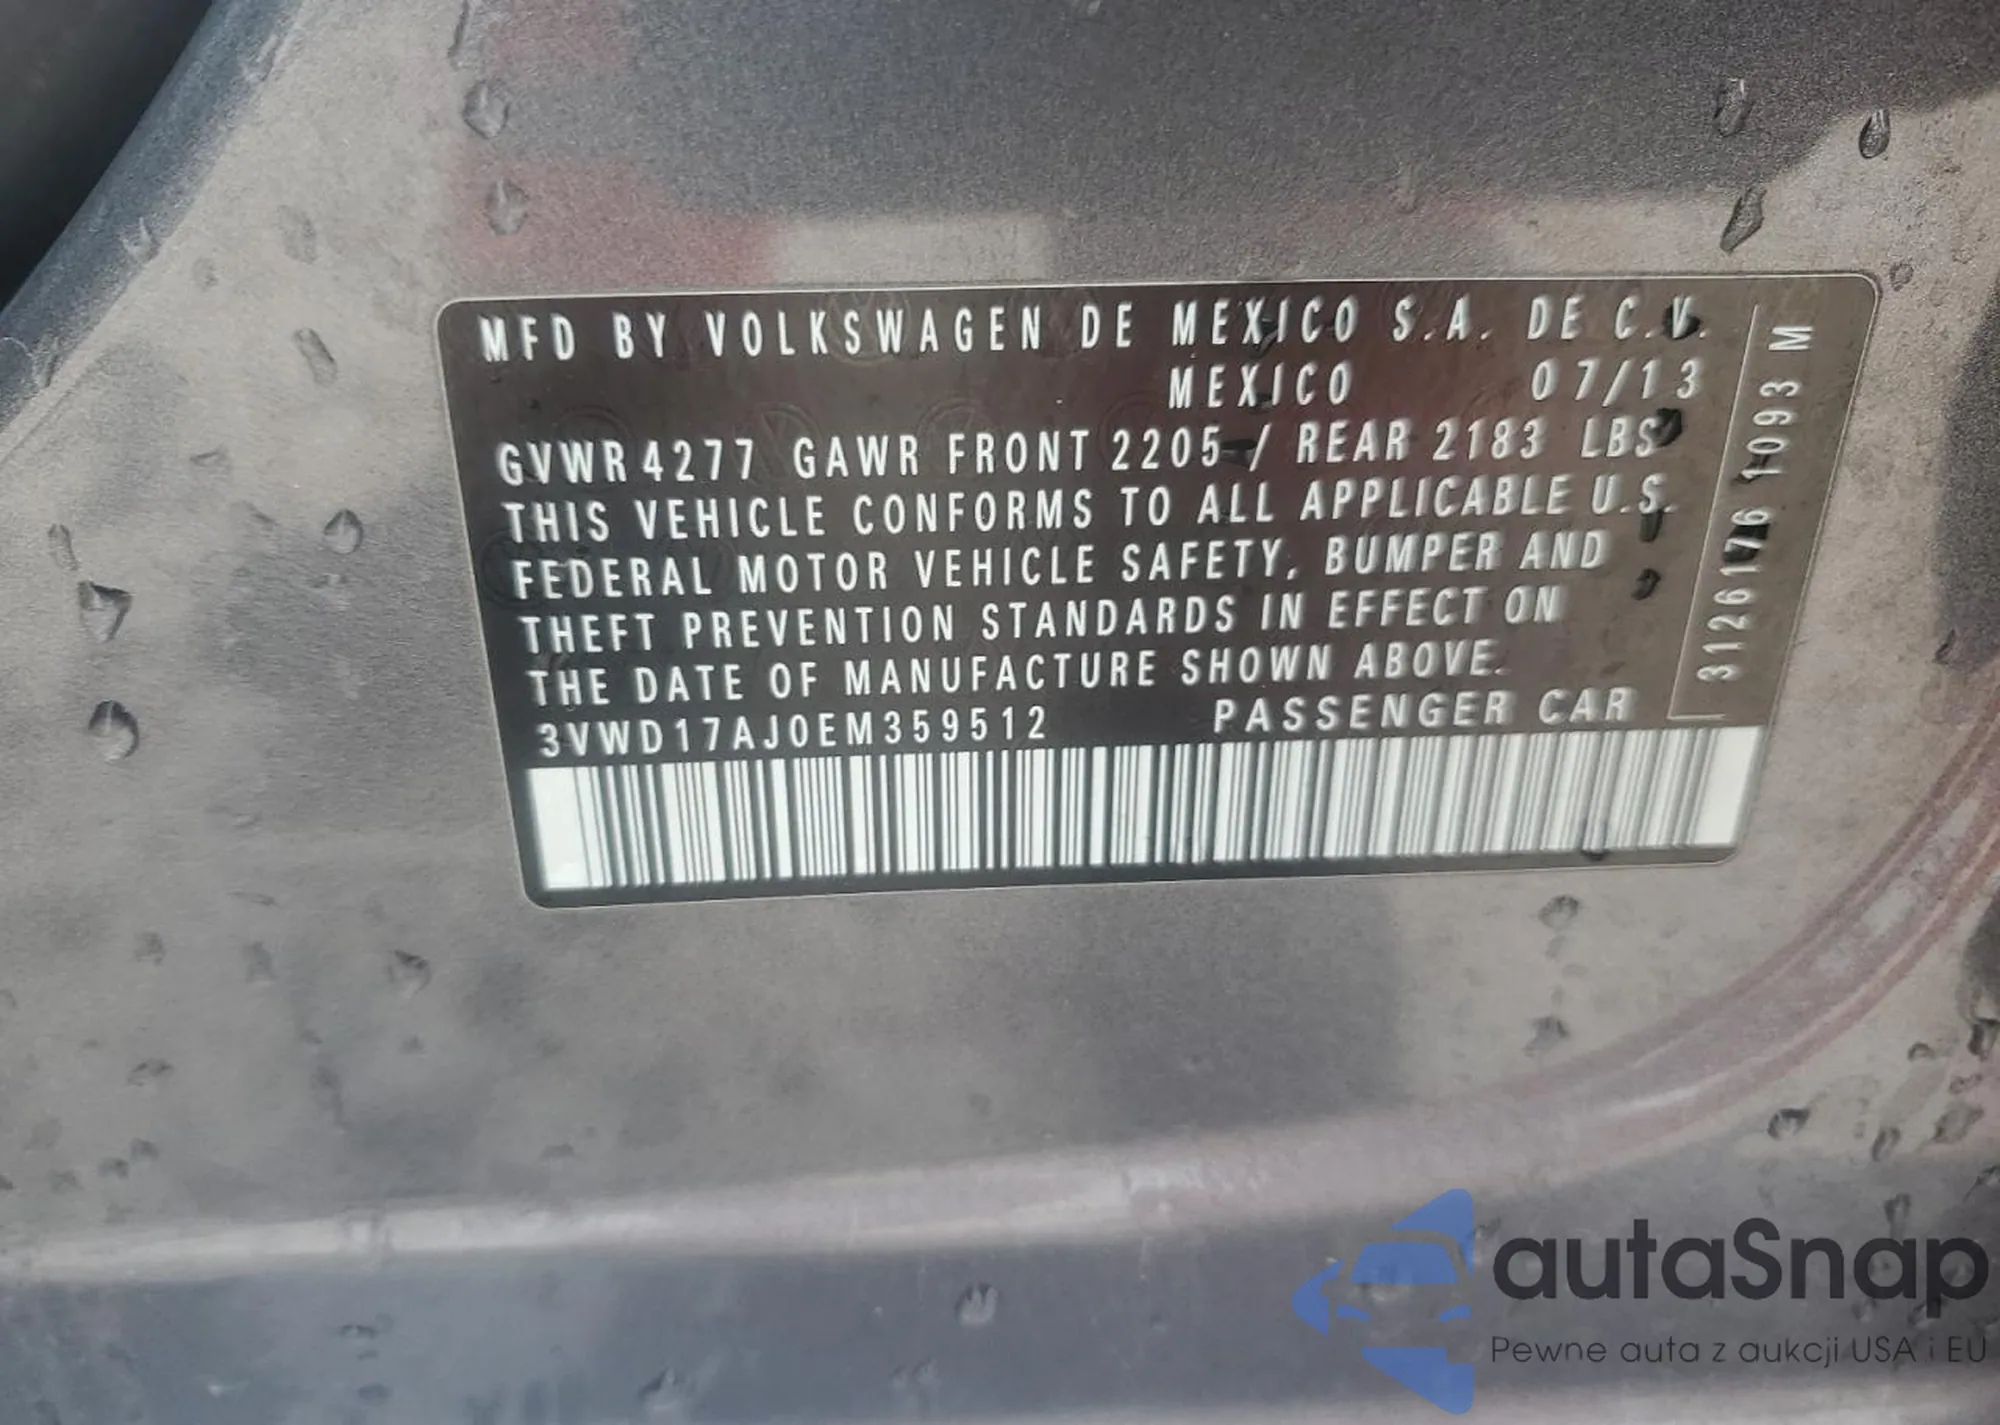 MFD BY VOLKSWAGEN DE MEXICO S.A. DE C.V.
MEXICO 07/13
GVWR 4277 GAWR FRONT 2205 / REAR 2183 LBS
THIS VEHICLE CONFORMS TO ALL APPLICABLE U.S.
FEDERAL MOTOR VEHICLE SAFETY, BUMPER AND
THEFT PREVENTION STANDARDS IN EFFECT ON
THE DATE OF MANUFACTURE SHOWN ABOVE.
3VWD17AJ0EM359512 PASSENGER CAR
3126176 1093 M
autaSnap
Pewne auta z aukcji USA i EU